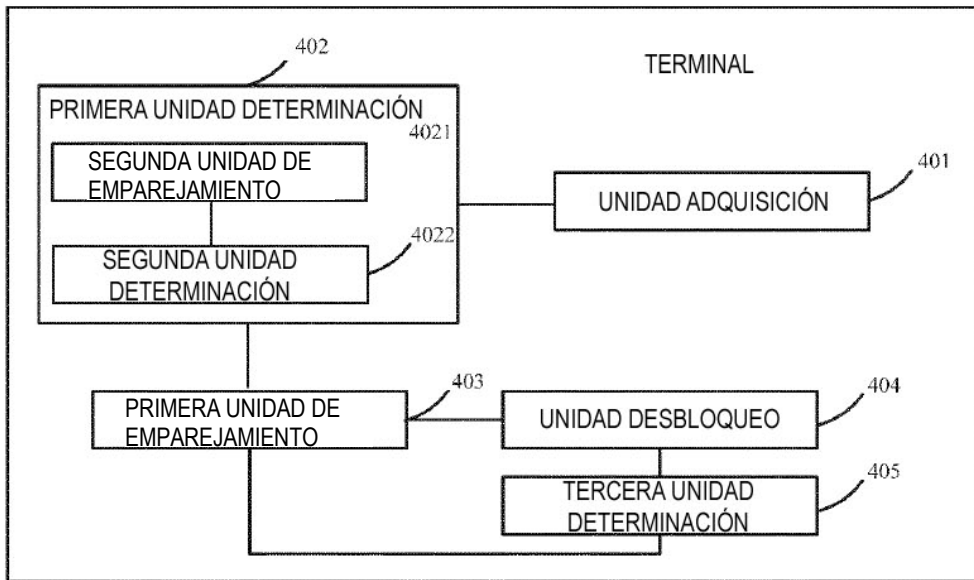 402
TERMINAL
PRIMERA UNIDAD DETERMINACIÓN
4021
SEGUNDA UNIDAD DE
EMPAREJAMIENTO
401
UNIDAD ADQUISICIÓN
4022
SEGUNDA UNIDAD
DETERMINACIÓN
403
PRIMERA UNIDAD DE
EMPAREJAMIENTO
404
UNIDAD DESBLOQUEO
405
TERCERA UNIDAD
DETERMINACIÓN